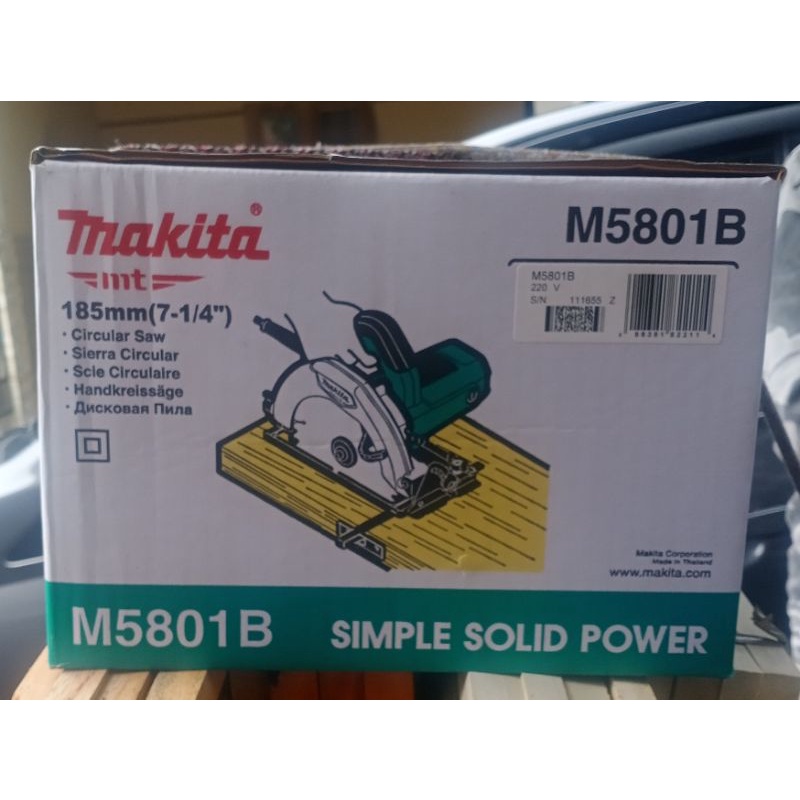 makita®
mt
M5801B
M5801B
220 V
S/N 111655 Z
185mm(7-1/4")
· Circular Saw
· Sierra Circular
· Scie Circulaire
· Handkreissäge
· Дисковая Пила
makita
Makita Corporation
Made in Thailand
www.makita.com
M5801B SIMPLE SOLID POWER